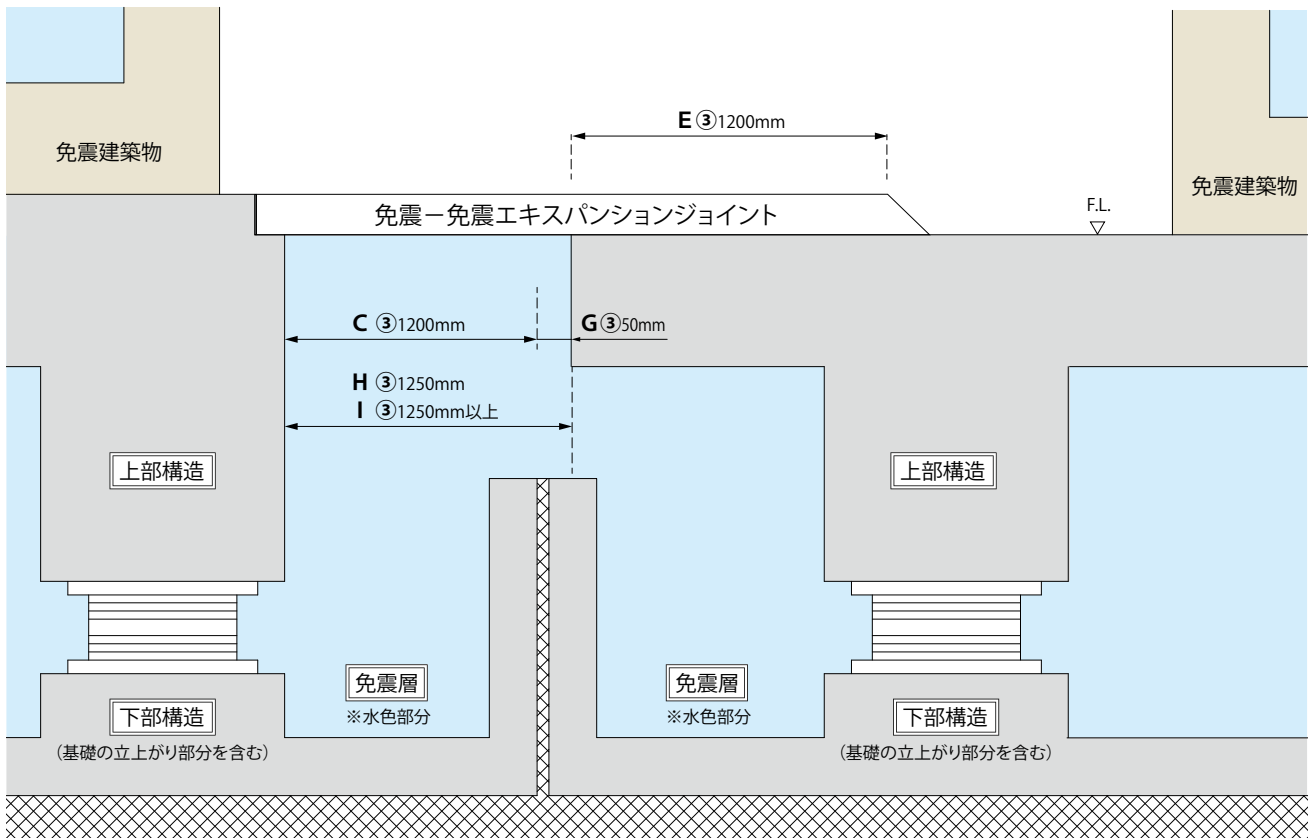 E ③1200mm
免震建築物
免震建築物
免震－免震エキスパンションジョイント
F.L.
C ③1200mm
G③50mm
H ③1250mm
I ③1250mm以上
上部構造
上部構造
免震層
※水色部分
免震層
※水色部分
下部構造
(基礎の立上がり部分を含む)
下部構造
(基礎の立上がり部分を含む)